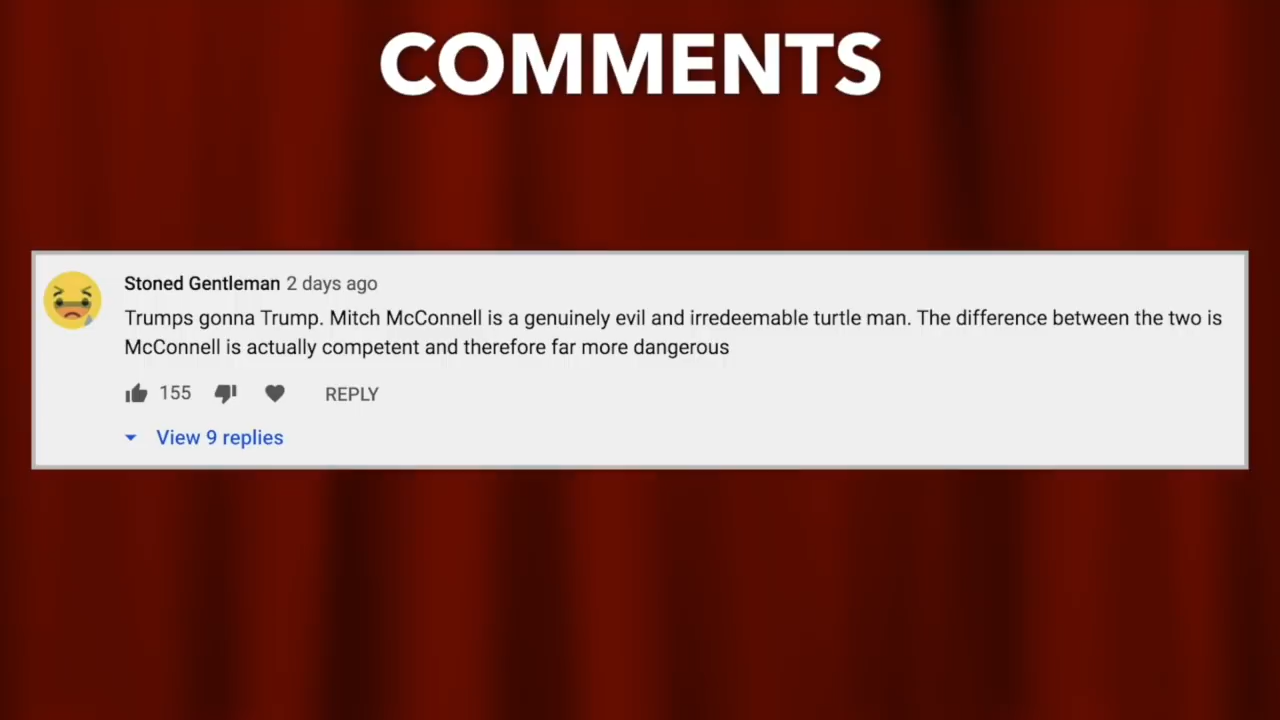 COMMENTS
Stoned Gentleman 2 days ago
Trumps gonna Trump. Mitch McConnell is a genuinely evil and irredeemable turtle man. The difference between the two is
McConnell is actually competent and therefore far more dangerous
155 REPLY
View 9 replies